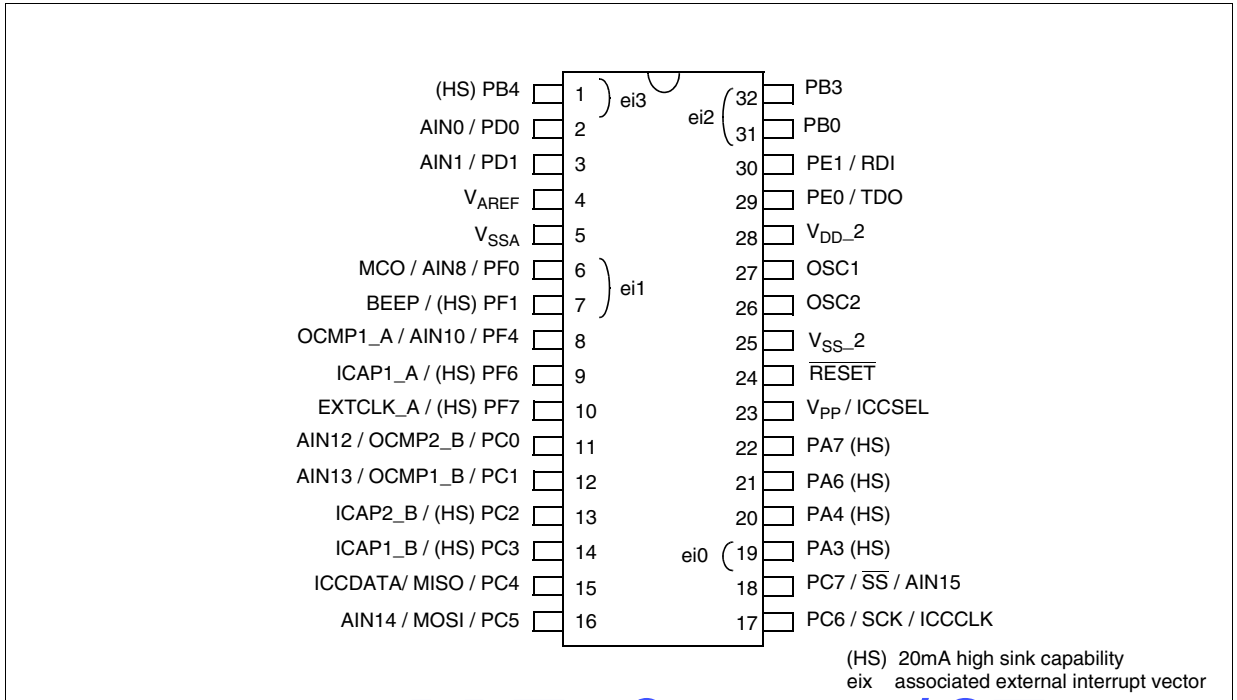 (HS) PB4 1 ei3
AIN0 / PD0 2
AIN1 / PD1 3
VAREF 4
VSSA 5
MCO / AIN8 / PF0 6
ei1
BEEP / (HS) PF1 7
OCMP1_A / AIN10 / PF4 8
ICAP1_A / (HS) PF6 9
EXTCLK_A / (HS) PF7 10
AIN12 / OCMP2_B / PC0 11
AIN13 / OCMP1_B / PC1 12
ICAP2_B / (HS) PC2 13
ICAP1_B / (HS) PC3 14
ICCDATA/ MISO / PC4 15
AIN14 / MOSI / PC5 16
32 PB3
ei2
31 PB0
30 PE1 / RDI
29 PE0 / TDO
28 VDD_2
27 OSC1
26 OSC2
25 VSS_2
24 RESET
23 VPP / ICCSEL
22 PA7 (HS)
21 PA6 (HS)
20 PA4 (HS)
ei0 19 PA3 (HS)
18 PC7 / SS / AIN15
17 PC6 / SCK / ICCCLK
(HS) 20mA high sink capability
eix associated external interrupt vector